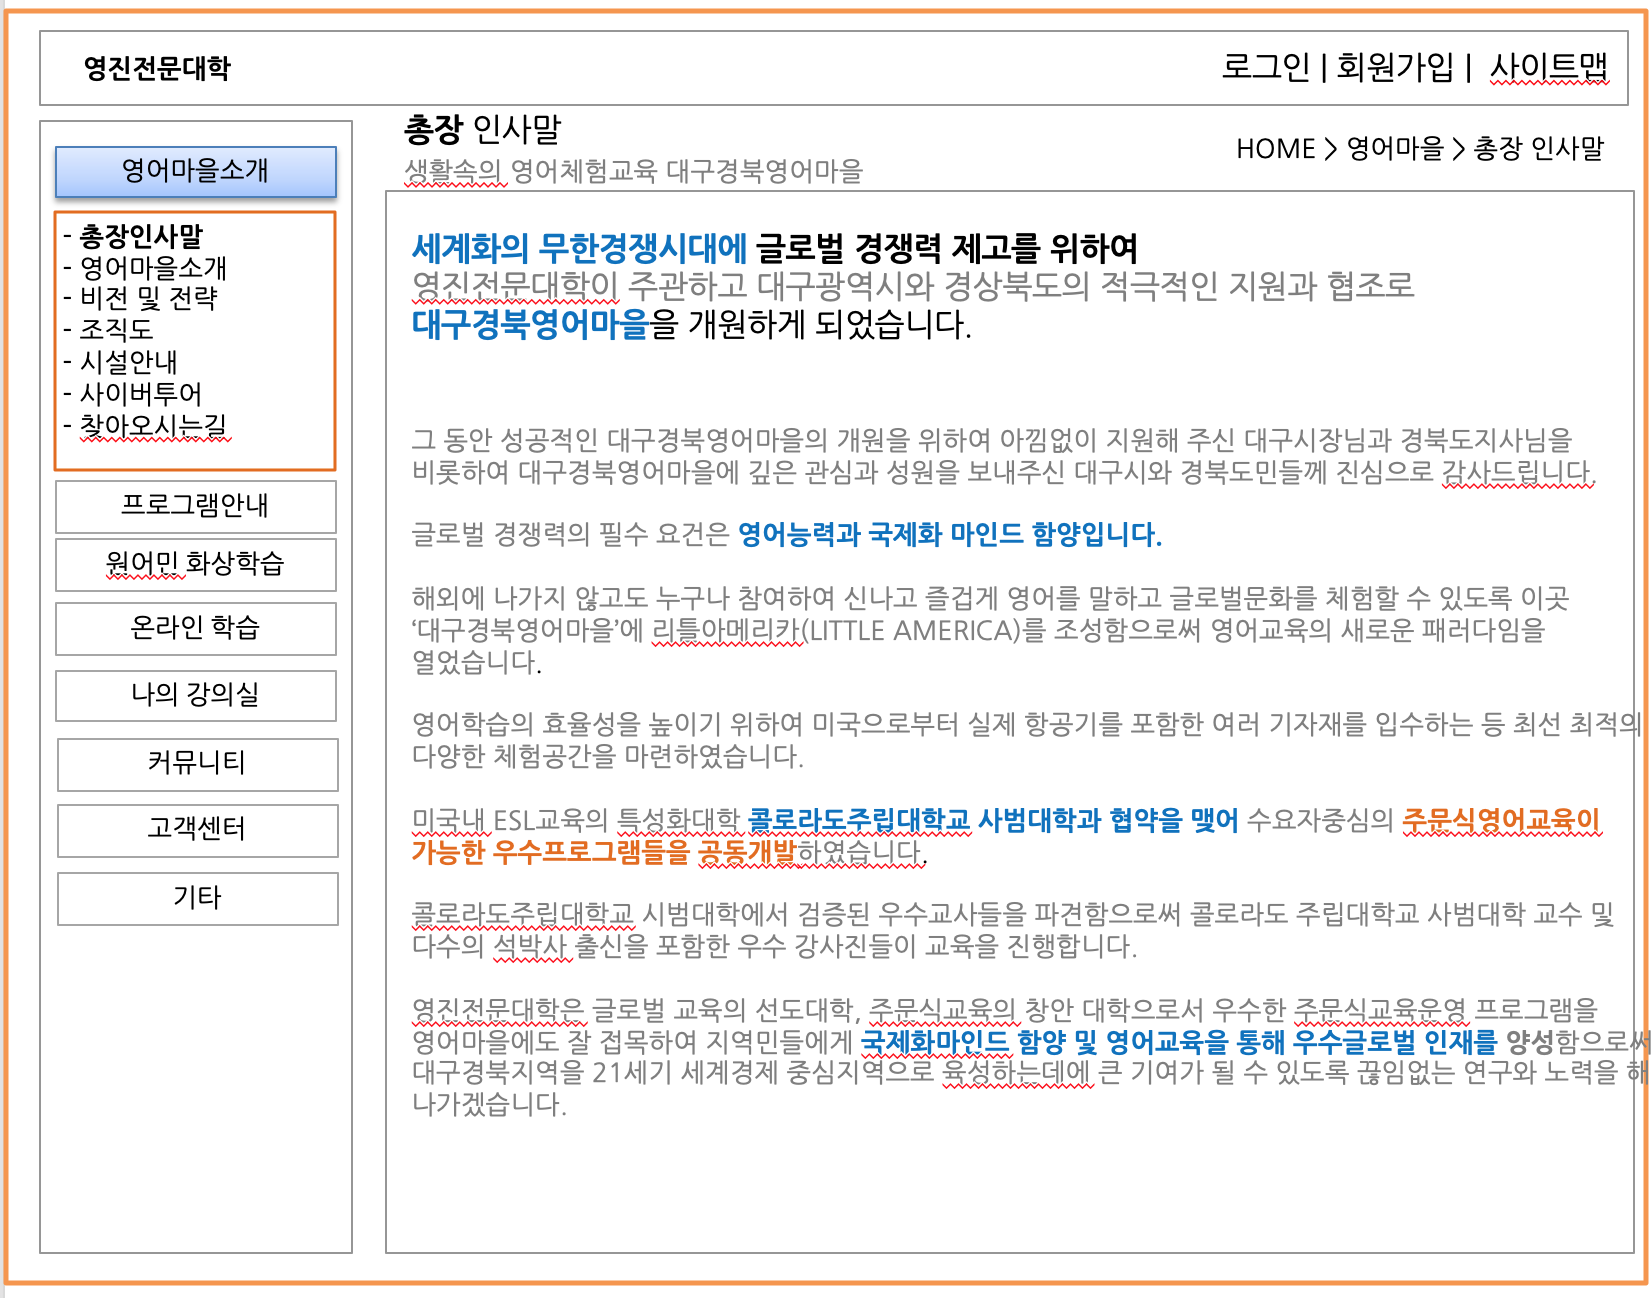 영진전문대학
로그인 | 회원가입 | 사이트맵
영어마을소개
- 총장인사말
- 영어마을소개
- 비전 및 전략
- 조직도
- 시설안내
- 사이버투어
- 찾아오시는길
프로그램안내
원어민 화상학습
온라인 학습
나의 강의실
커뮤니티
고객센터
기타
총장 인사말
생활속의 영어체험교육 대구경북영어마을
HOME > 영어마을 > 총장 인사말
세계화의 무한경쟁시대에 글로벌 경쟁력 제고를 위하여
영진전문대학이 주관하고 대구광역시와 경상북도의 적극적인 지원과 협조로
대구경북영어마을을 개원하게 되었습니다.
그 동안 성공적인 대구경북영어마을의 개원을 위하여 아낌없이 지원해 주신 대구시장님과 경북도지사님을
비롯하여 대구경북영어마을에 깊은 관심과 성원을 보내주신 대구시와 경북도민들께 진심으로 감사드립니다.
글로벌 경쟁력의 필수 요건은 영어능력과 국제화 마인드 함양입니다.
해외에 나가지 않고도 누구나 참여하여 신나고 즐겁게 영어를 말하고 글로벌문화를 체험할 수 있도록 이곳
‘대구경북영어마을’에 리틀아메리카(LITTLE AMERICA)를 조성함으로써 영어교육의 새로운 패러다임을
열었습니다.
영어학습의 효율성을 높이기 위하여 미국으로부터 실제 항공기를 포함한 여러 기자재를 입수하는 등 최선 최적의
다양한 체험공간을 마련하였습니다.
미국내 ESL교육의 특성화대학 콜로라도주립대학교 사범대학과 협약을 맺어 수요자중심의 주문식영어교육이
가능한 우수프로그램들을 공동개발하였습니다.
콜로라도주립대학교 시범대학에서 검증된 우수교사들을 파견함으로써 콜로라도 주립대학교 사범대학 교수 및
다수의 석박사 출신을 포함한 우수 강사진들이 교육을 진행합니다.
영진전문대학은 글로벌 교육의 선도대학, 주문식교육의 창안 대학으로서 우수한 주문식교육운영 프로그램을
영어마을에도 잘 접목하여 지역민들에게 국제화마인드 함양 및 영어교육을 통해 우수글로벌 인재를 양성함으로써
대구경북지역을 21세기 세계경제 중심지역으로 육성하는데에 큰 기여가 될 수 있도록 끊임없는 연구와 노력을 해
나가겠습니다.